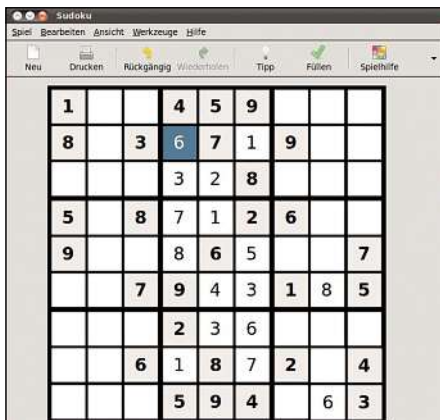 Sudoku
Spiel Bearbeiten Ansicht Werkzeuge Hilfe
Neu Drucken Rückgängig Wiederholen Tipp Füllen Spielhilfe
1 4 5 9
8 3 6 7 1 9
3 2 8
5 8 7 1 2 6
9 8 6 5 7
7 9 4 3 1 8 5
2 3 6
6 1 8 7 2 4
5 9 4 6 3